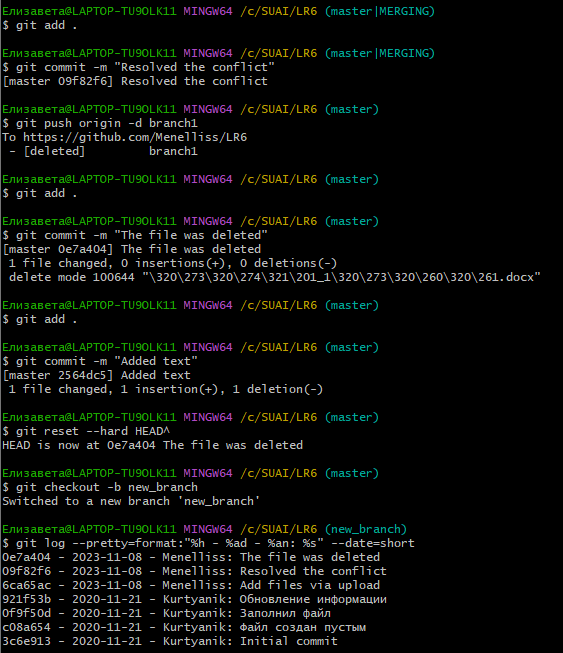 Елизавета@LAPTOP-TU9OLK11 MINGW64 /c/SUAI/LR6 (master|MERGING)
$ git add .
Елизавета@LAPTOP-TU9OLK11 MINGW64 /c/SUAI/LR6 (master|MERGING)
$ git commit -m "Resolved the conflict"
[master 09f82f6] Resolved the conflict
Елизавета@LAPTOP-TU9OLK11 MINGW64 /c/SUAI/LR6 (master)
$ git push origin -d branch1
To https://github.com/Menelliss/LR6
 - [deleted]         branch1
Елизавета@LAPTOP-TU9OLK11 MINGW64 /c/SUAI/LR6 (master)
$ git add .
Елизавета@LAPTOP-TU9OLK11 MINGW64 /c/SUAI/LR6 (master)
$ git commit -m "The file was deleted"
[master 0e7a404] The file was deleted
 1 file changed, 0 insertions(+), 0 deletions(-)
 delete mode 100644 "\320\273\320\274\321\201_1\320\273\320\260\320\261.docx"
Елизавета@LAPTOP-TU9OLK11 MINGW64 /c/SUAI/LR6 (master)
$ git add .
Елизавета@LAPTOP-TU9OLK11 MINGW64 /c/SUAI/LR6 (master)
$ git commit -m "Added text"
[master 2564dc5] Added text
 1 file changed, 1 insertion(+), 1 deletion(-)
Елизавета@LAPTOP-TU9OLK11 MINGW64 /c/SUAI/LR6 (master)
$ git reset --hard HEAD^
HEAD is now at 0e7a404 The file was deleted
Елизавета@LAPTOP-TU9OLK11 MINGW64 /c/SUAI/LR6 (master)
$ git checkout -b new_branch
Switched to a new branch 'new_branch'
Елизавета@LAPTOP-TU9OLK11 MINGW64 /c/SUAI/LR6 (new_branch)
$ git log --pretty=format:"%h - %ad - %an: %s" --date=short
0e7a404 - 2023-11-08 - Menelliss: The file was deleted
09f82f6 - 2023-11-08 - Menelliss: Resolved the conflict
6ca65ac - 2023-11-08 - Menelliss: Add files via upload
921f53b - 2020-11-21 - Kurtyanik: Обновление информации
0f9f50d - 2020-11-21 - Kurtyanik: Заполнил файл
c08a654 - 2020-11-21 - Kurtyanik: Файл создан пустым
3c6e913 - 2020-11-21 - Kurtyanik: Initial commit